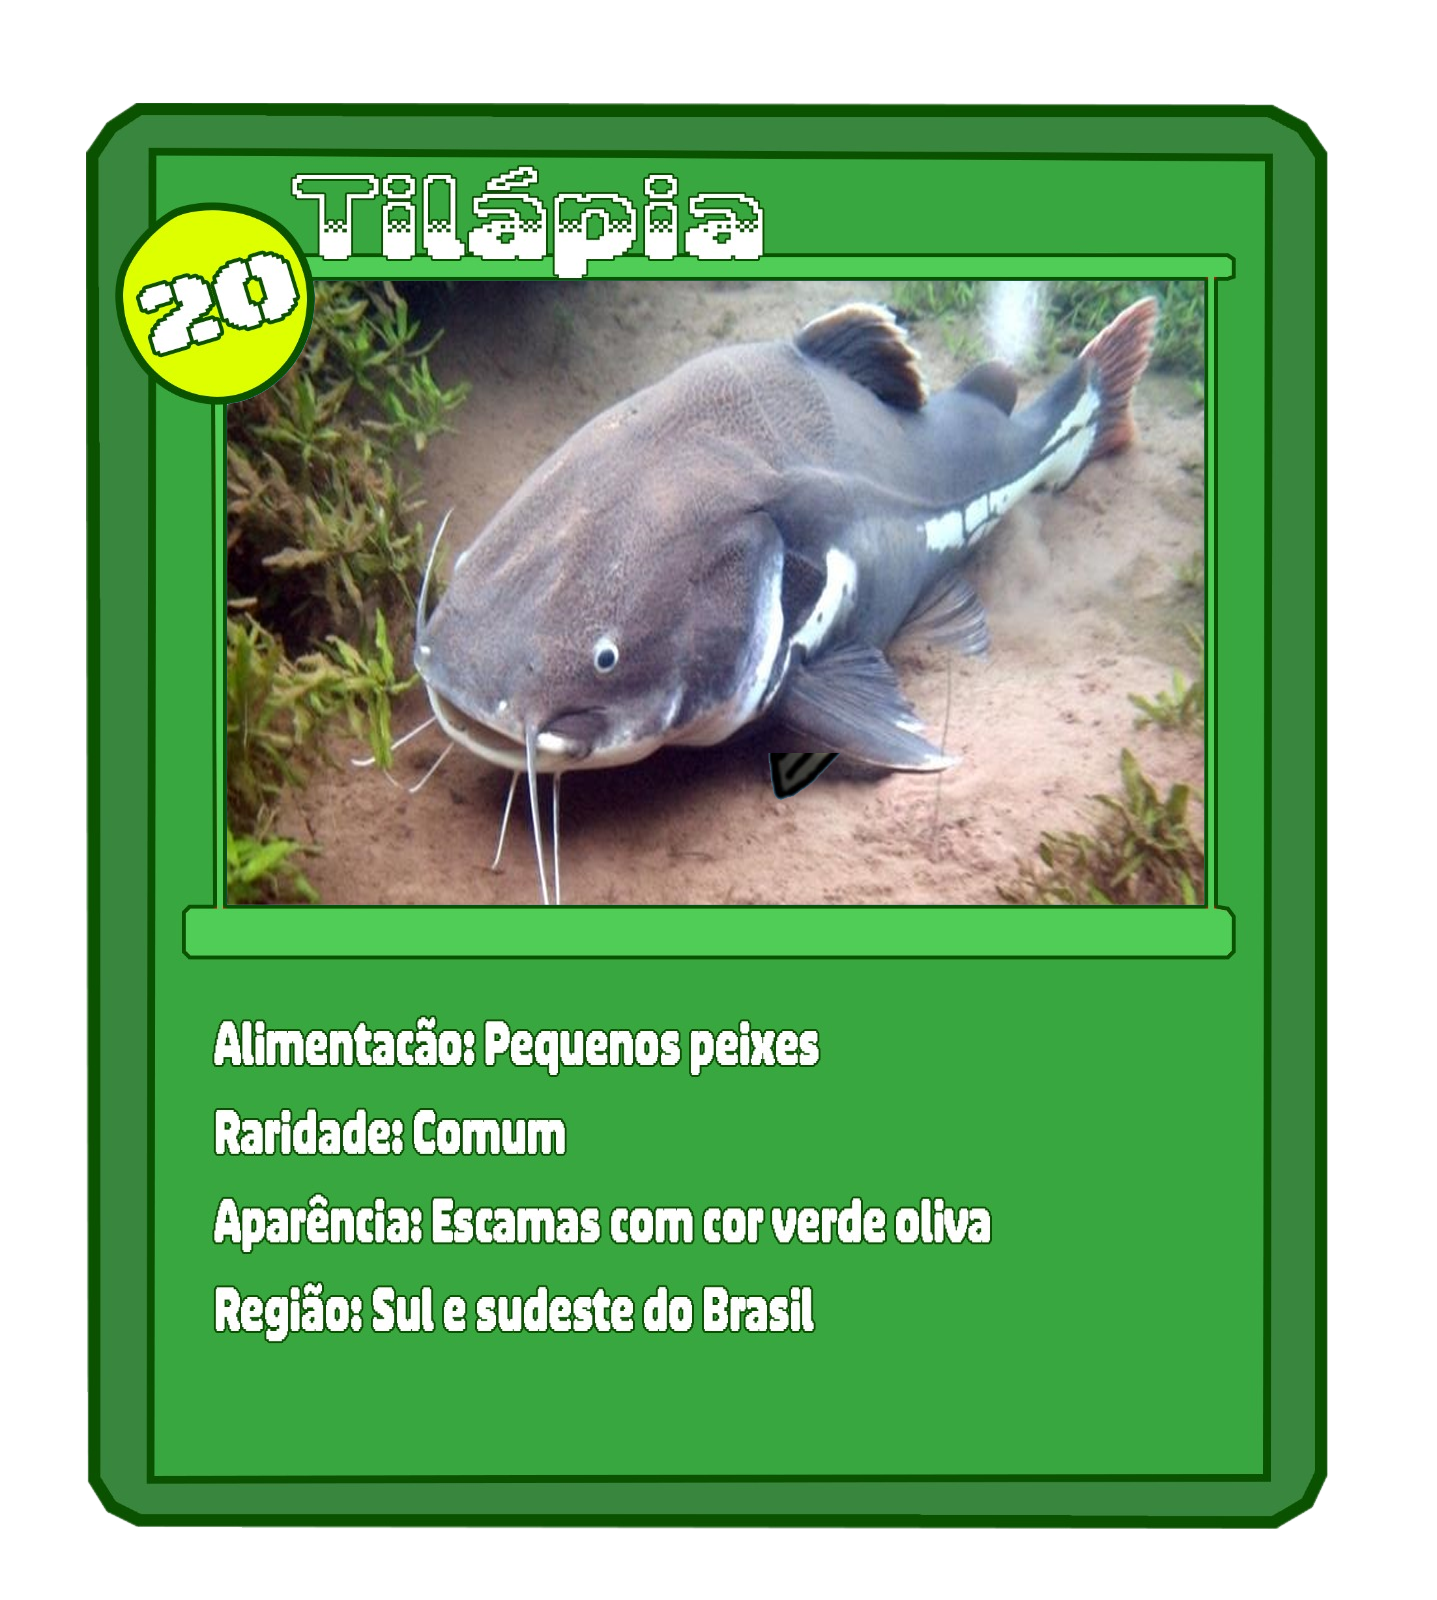 Tilápia
20
Alimentacão: Pequenos peixes
Raridade: Comum
Aparência: Escamas com cor verde oliva
Região: Sul e sudeste do Brasil